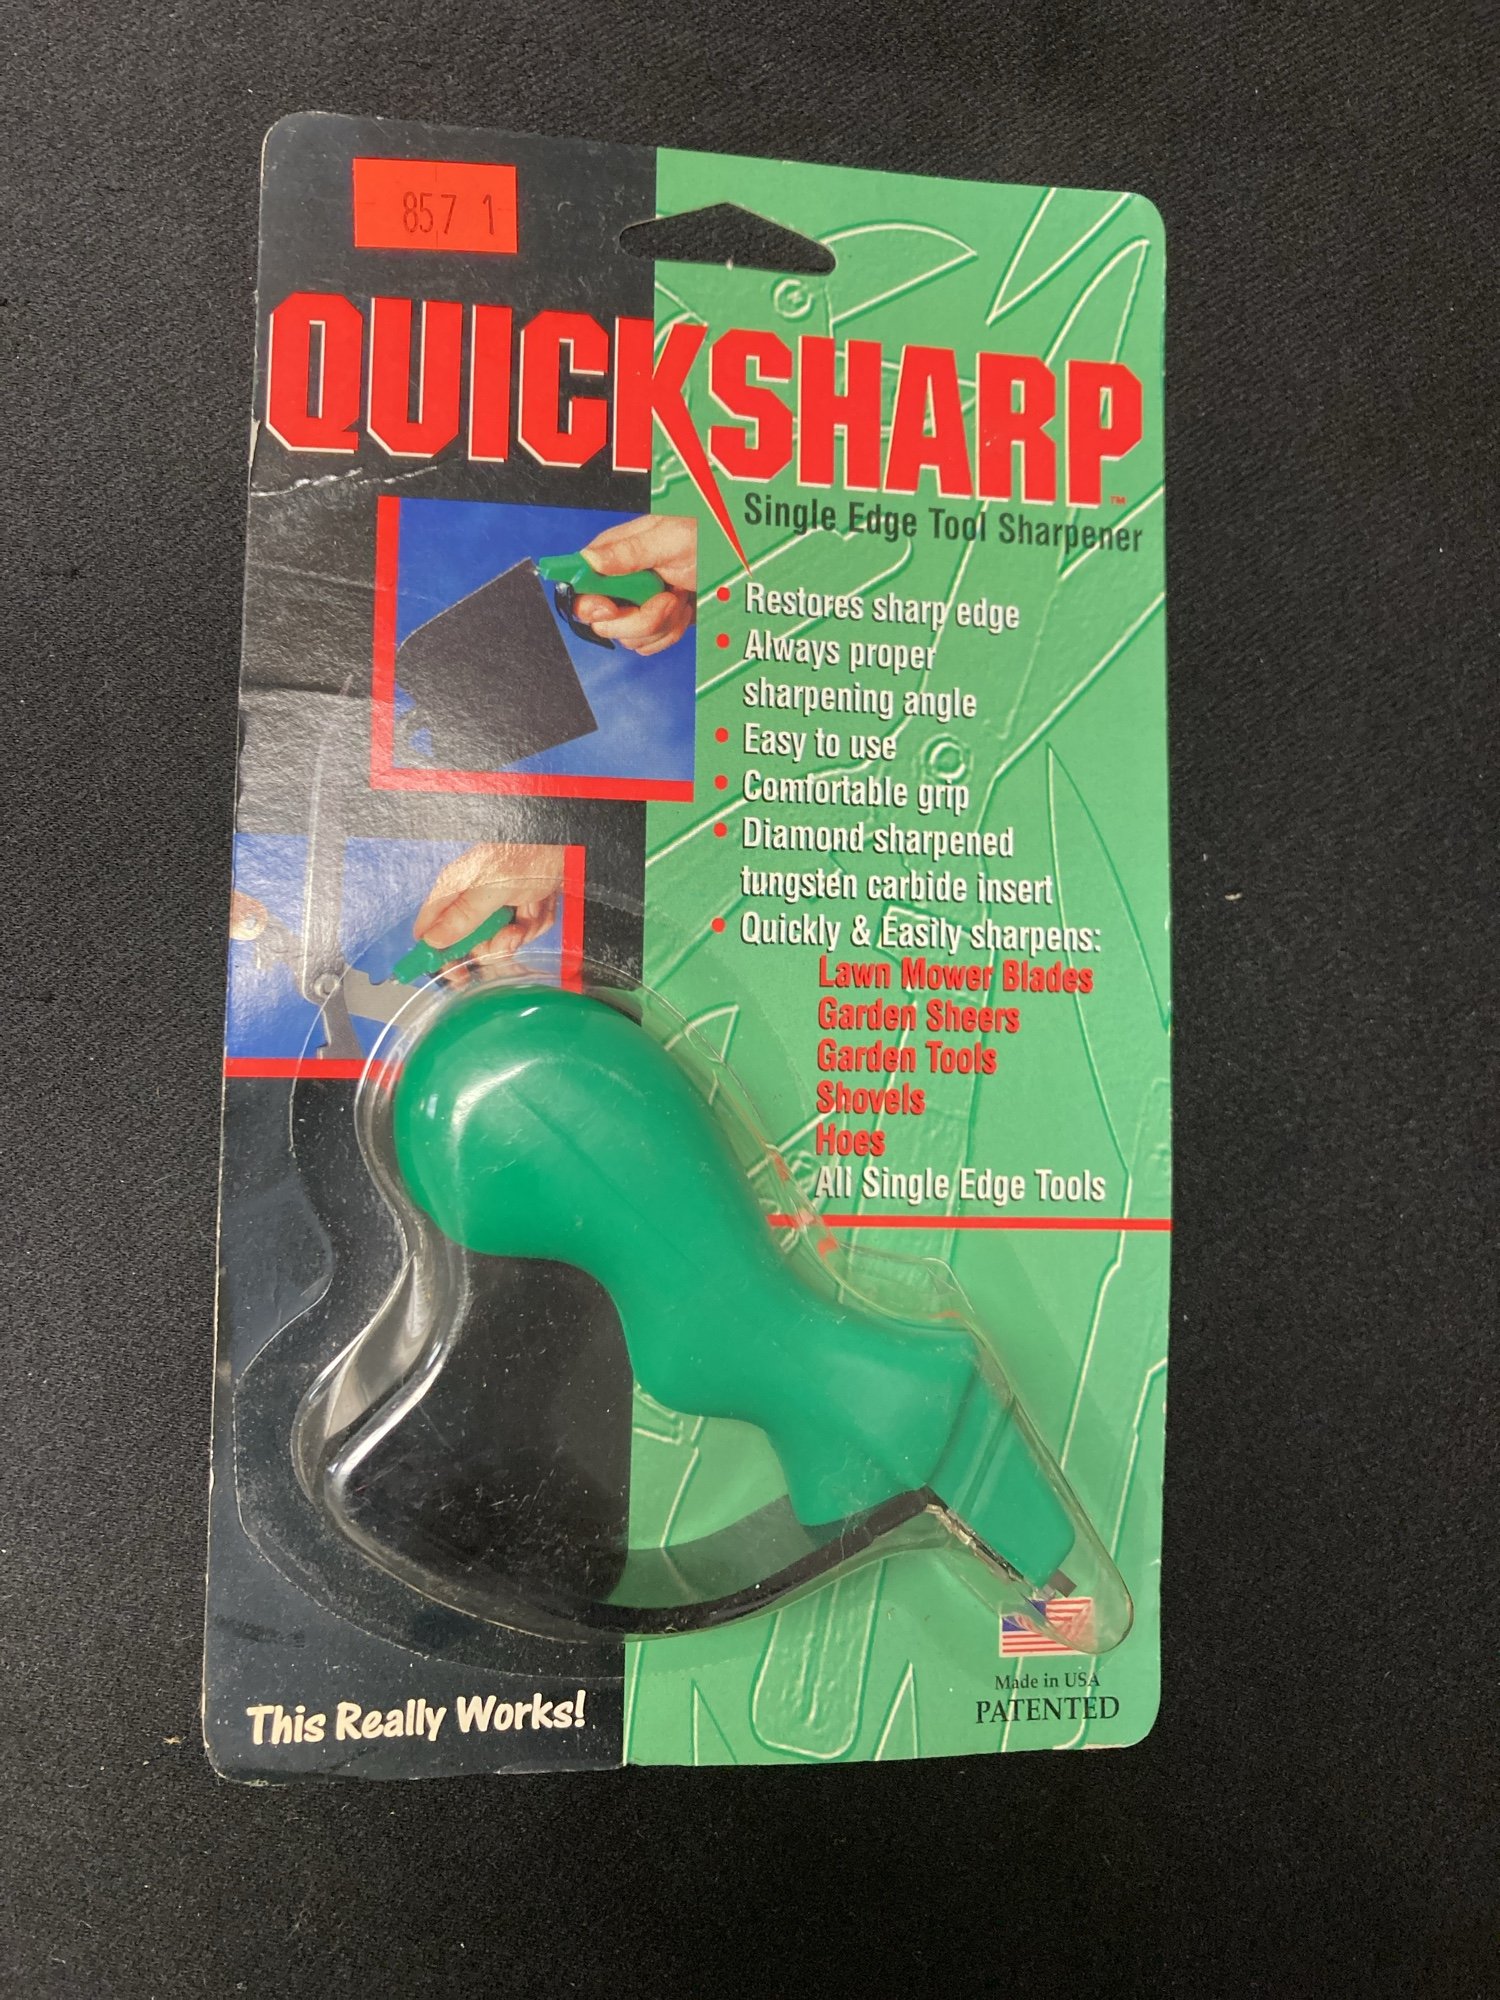 857 1
QUICKSHARP™
Single Edge Tool Sharpener
• Restores sharp edge
• Always proper
sharpening angle
• Easy to use
• Comfortable grip
• Diamond sharpened
tungsten carbide insert
• Quickly & Easily sharpens:
Lawn Mower Blades
Garden Sheers
Garden Tools
Shovels
Hoes
All Single Edge Tools
This Really Works!
Made in USA
PATENTED